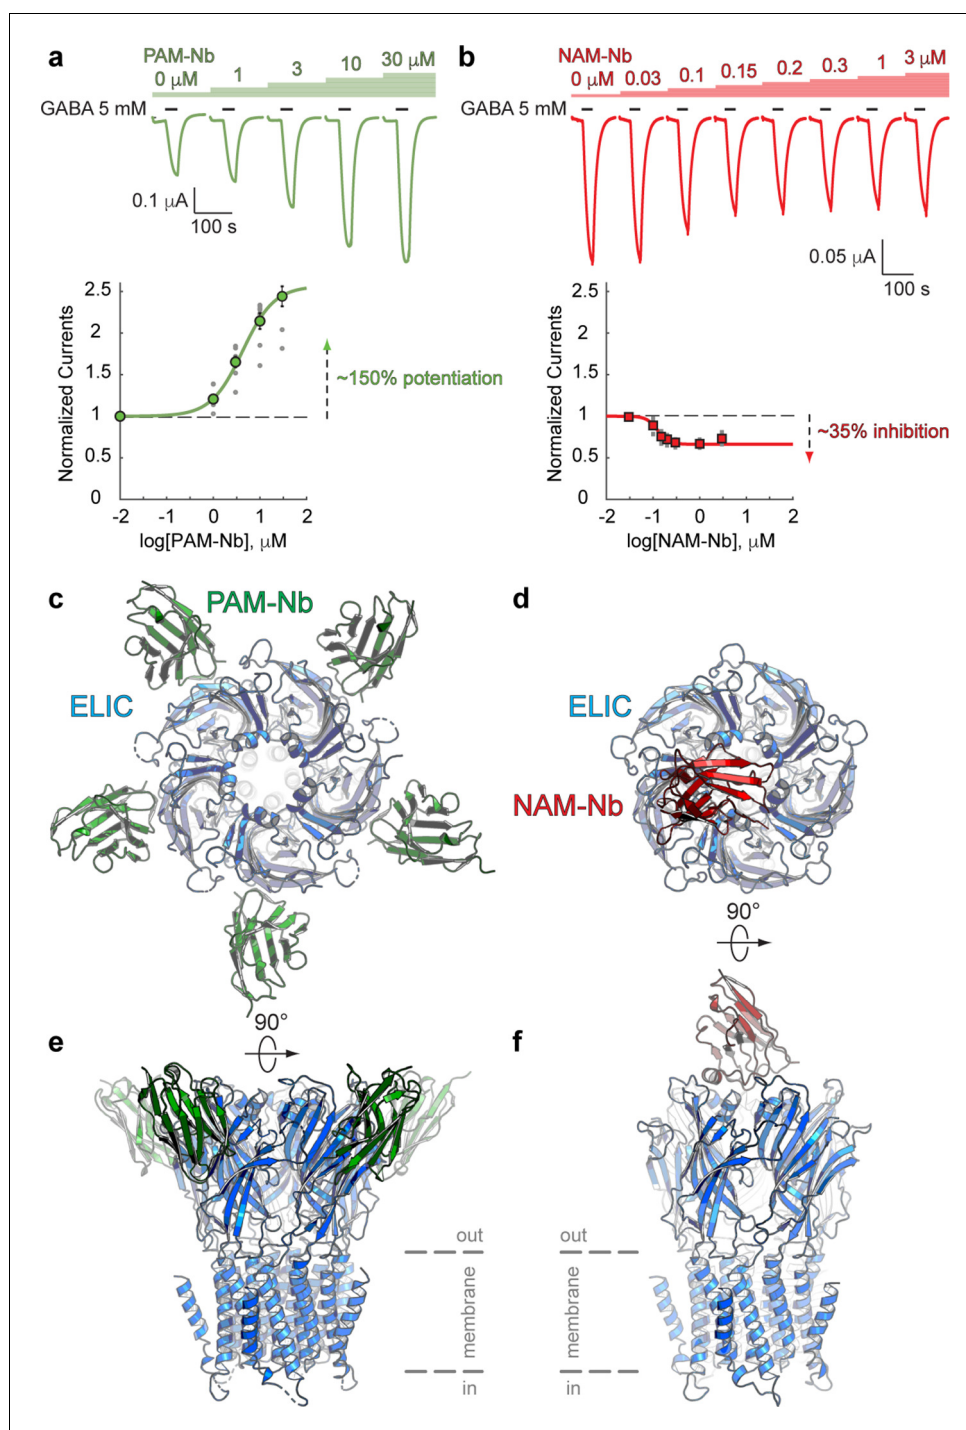 a
PAM-Nb
0 μM 1 3 10 30 μM
GABA 5 mM
0.1 μA
100 s
2.5
2
1.5
1
0.5
0
Normalized Currents
~150% potentiation
-2 -1 0 1 2
log[PAM-Nb], μM
b
NAM-Nb
0 μM 0.03 0.1 0.15 0.2 0.3 1 3 μM
GABA 5 mM
0.05 μA
100 s
2.5
2
1.5
1
0.5
0
Normalized Currents
~35% inhibition
-2 -1 0 1 2
log[NAM-Nb], μM
c
PAM-Nb
ELIC
d
ELIC
NAM-Nb
90°
90°
e
out
membrane
in
f
out
membrane
in